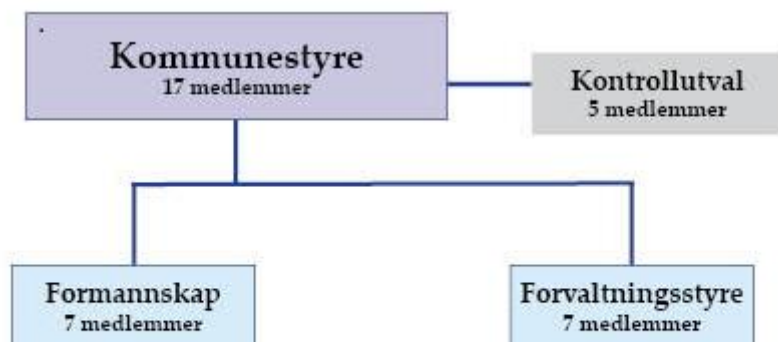 Kommunestyre
17 medlemmer
Kontrollutval
5 medlemmer
Formannskap
7 medlemmer
Forvaltningsstyre
7 medlemmer